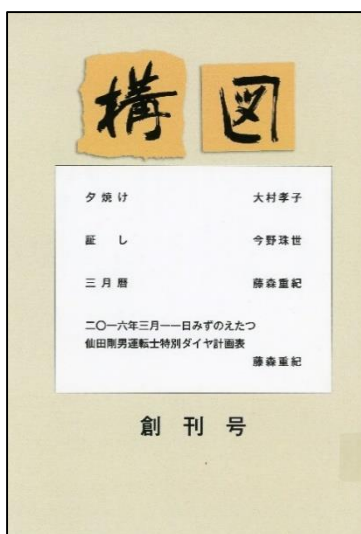 構図
夕焼け 大村孝子
証し 今野珠世
三月暦 藤森重紀
二〇一六年三月一一日みずのえたつ
仙田剛男運転士特別ダイヤ計画表
藤森重紀
創刊号